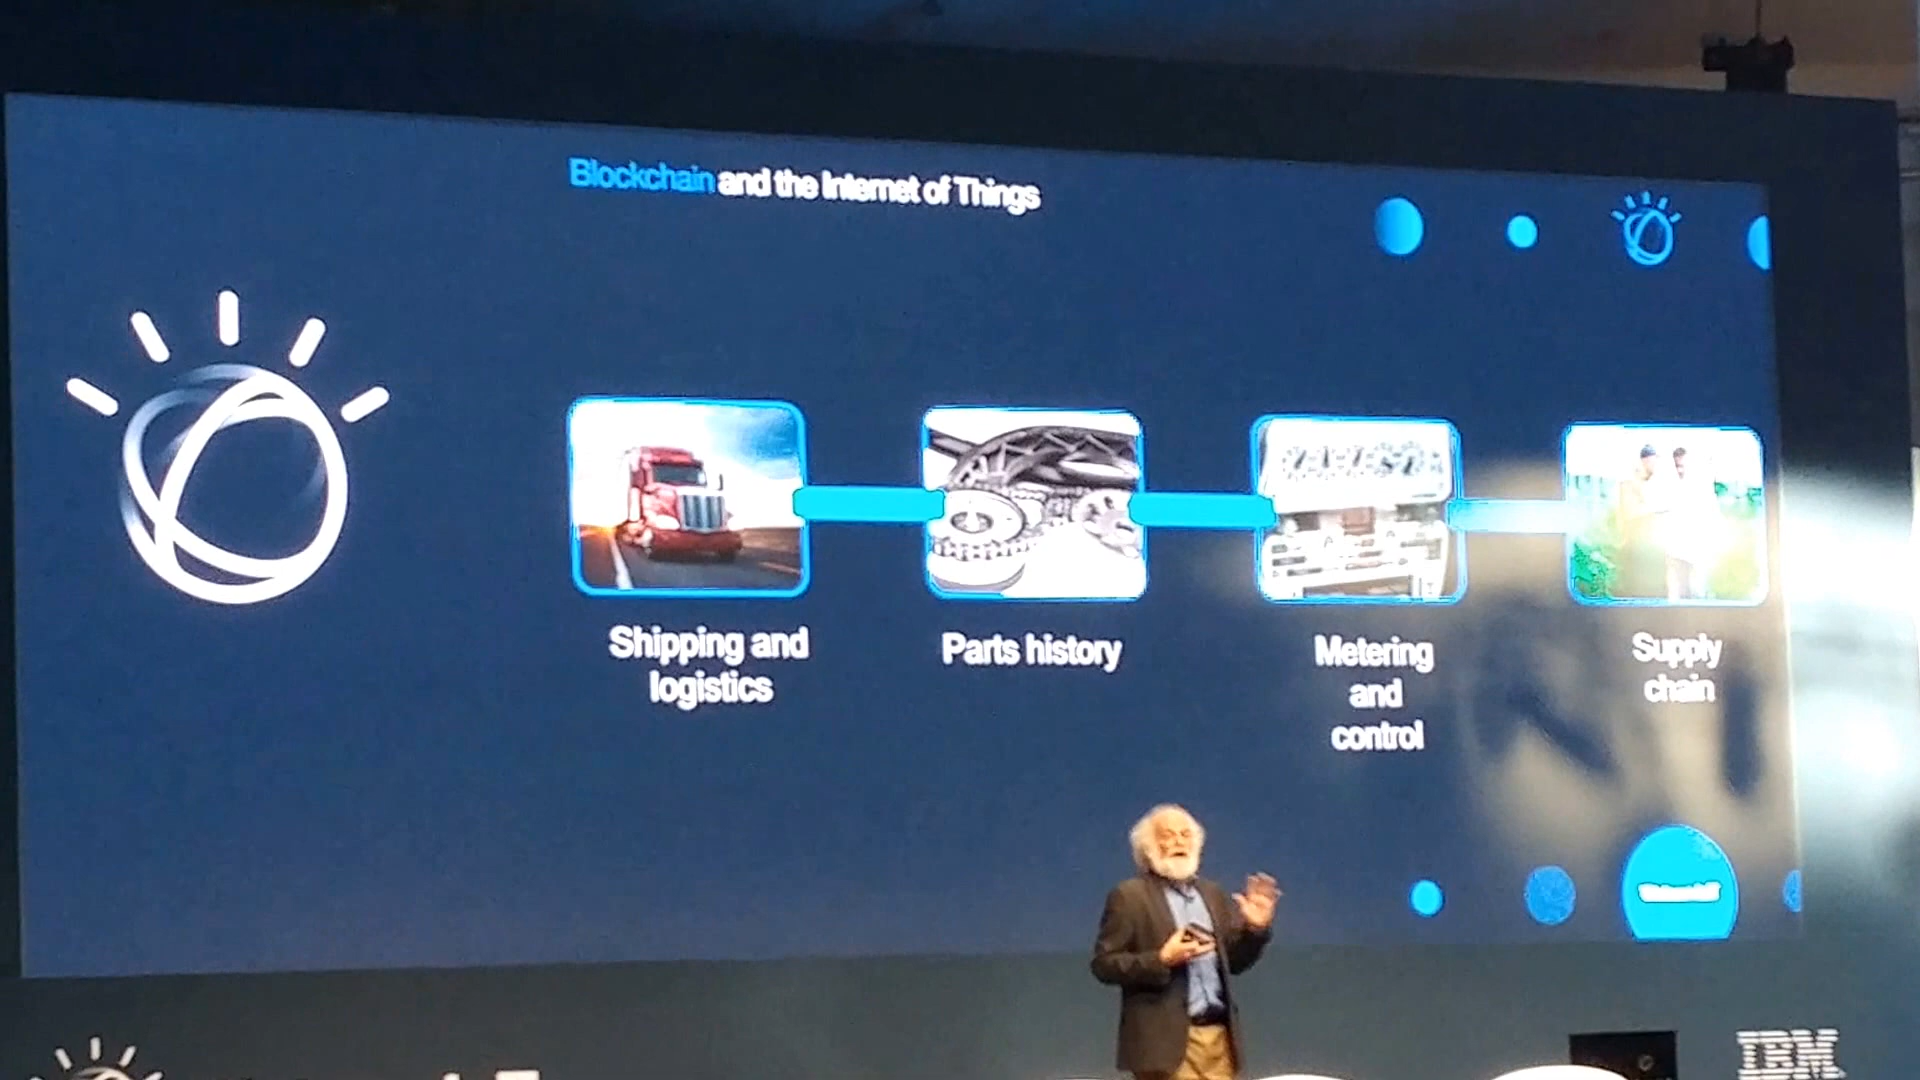 Blockchain and the Internet of Things
Shipping and
logistics
Parts history
Metering
and
control
Supply
chain
IBM